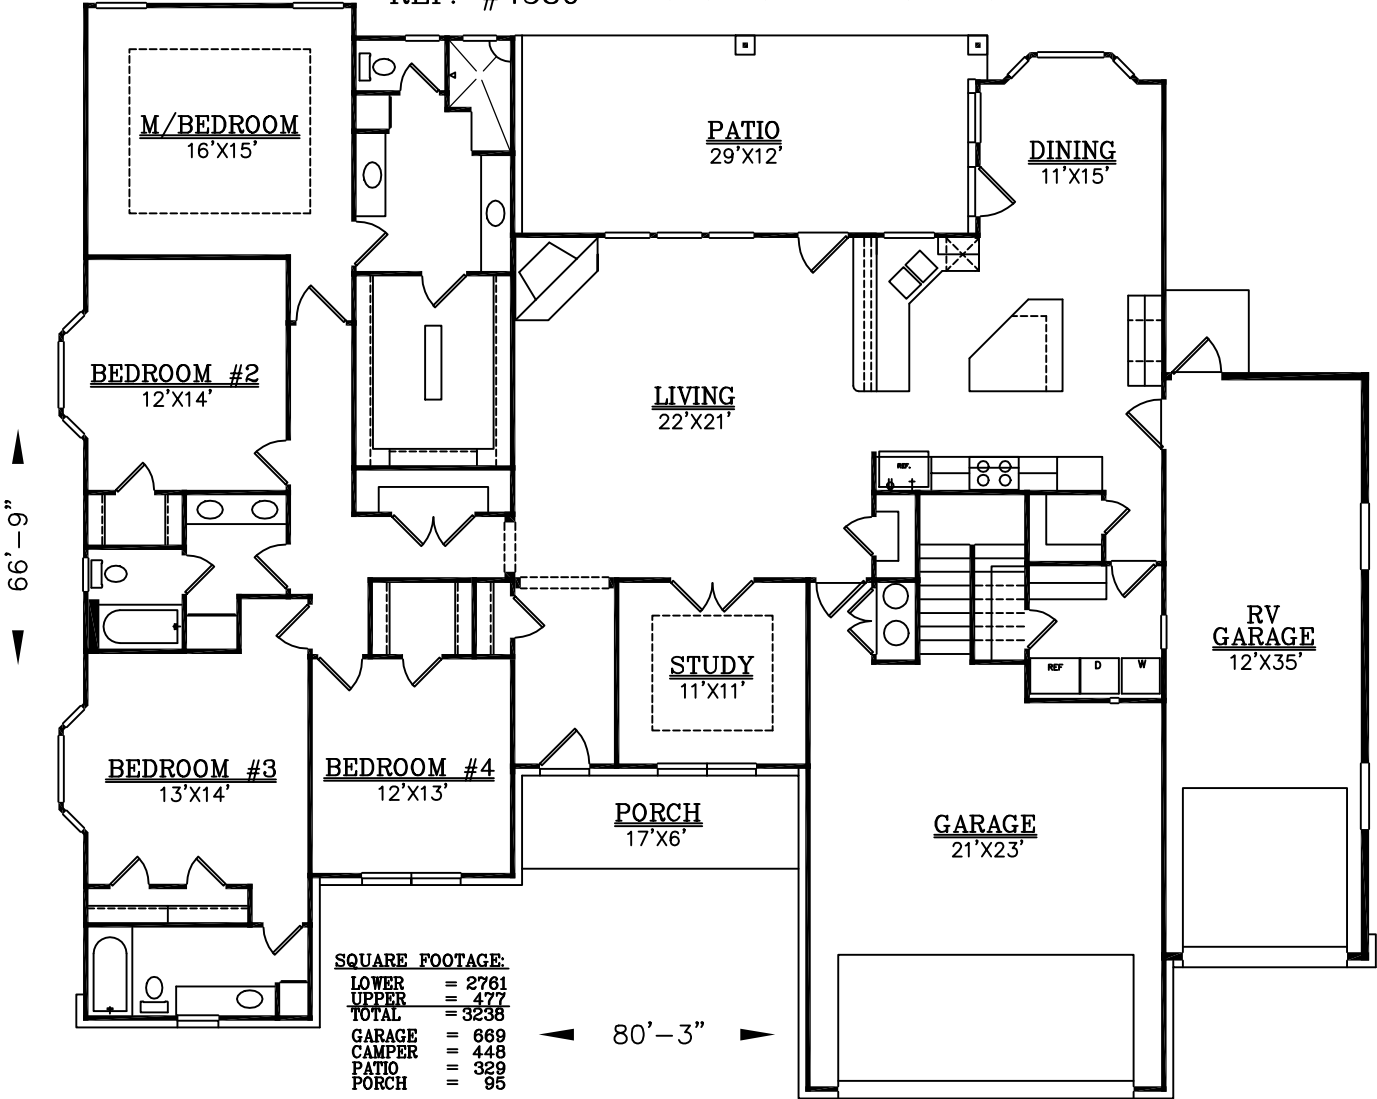 M/BEDROOM
16'X15'
PATIO
29'X12'
DINING
11'X15'
BEDROOM #2
12'X14'
LIVING
22'X21'
REF.
66'-9"
RV
GARAGE
12'X35'
STUDY
11'X11'
REF
D
W
BEDROOM #3
13'X14'
BEDROOM #4
12'X13'
PORCH
17'X6'
GARAGE
21'X23'
SQUARE FOOTAGE:
LOWER = 2761
UPPER = 477
TOTAL = 3238
GARAGE = 669
CAMPER = 448
PATIO = 329
PORCH = 95
80'-3"